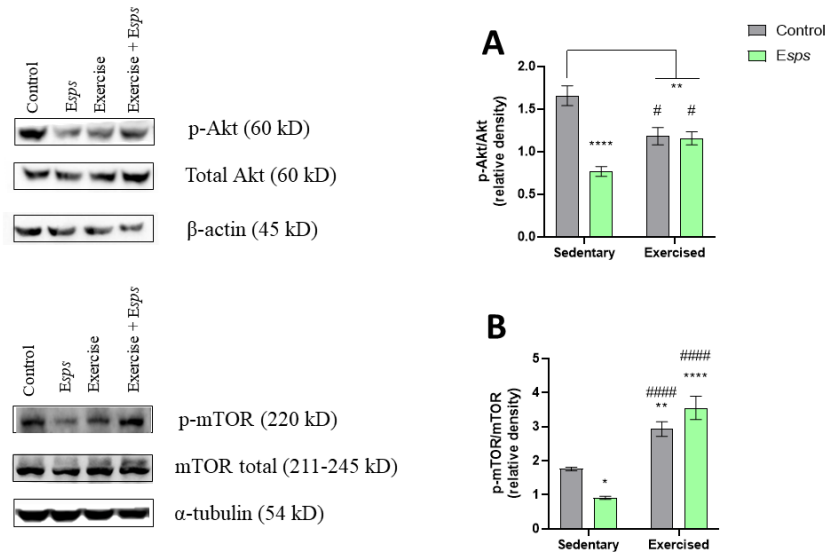 Control
Esps
Exercise
Exercise + Esps
p-Akt (60 kD)
Total Akt (60 kD)
β-actin (45 kD)
A
Control
Esps
p-Akt/Akt
(relative density)
2.0
1.5
1.0
0.5
0.0
**
****
#
#
Sedentary
Exercised
Control
Esps
Exercise
Exercise + Esps
p-mTOR (220 kD)
mTOR total (211-245 kD)
α-tubulin (54 kD)
B
p-mTOR/mTOR
(relative density)
5
4
3
2
1
0
*
####
**
####
****
Sedentary
Exercised